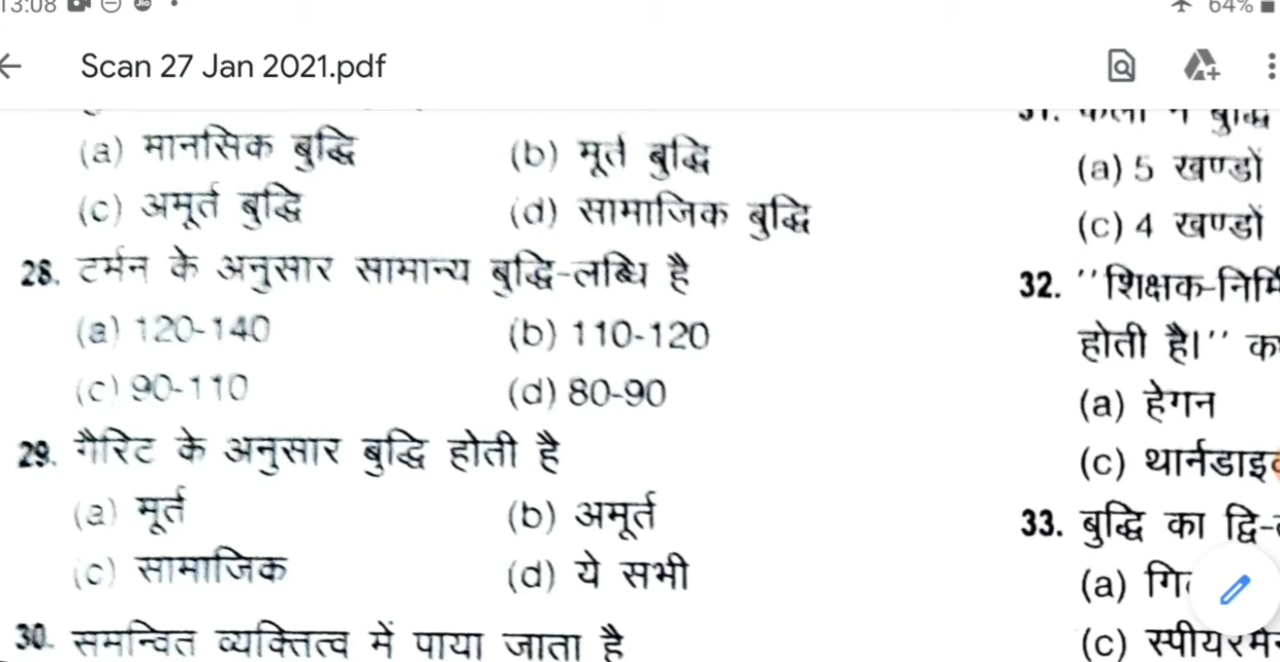 13:08
64%
Scan 27 Jan 2021.pdf
(a) मानसिक बुद्धि (b) मूर्त बुद्धि
(c) अमूर्त बुद्धि (d) सामाजिक बुद्धि
28. टर्मन के अनुसार सामान्य बुद्धि-लब्धि है
(a) 120-140 (b) 110-120
(c) 90-110 (d) 80-90
29. गैरिट के अनुसार बुद्धि होती है
(a) मूर्त (b) अमूर्त
(c) सामाजिक (d) ये सभी
30. समन्वित व्यक्तित्व में पाया जाता है
31.
(a) 5 खण्डों
(c) 4 खण्डों
32. ''शिक्षक-निर्मि
होती है।''
(a) हेगन
(c) थार्नडाइक
33. बुद्धि का द्वि-
(a)
(c) स्पीयरमैन